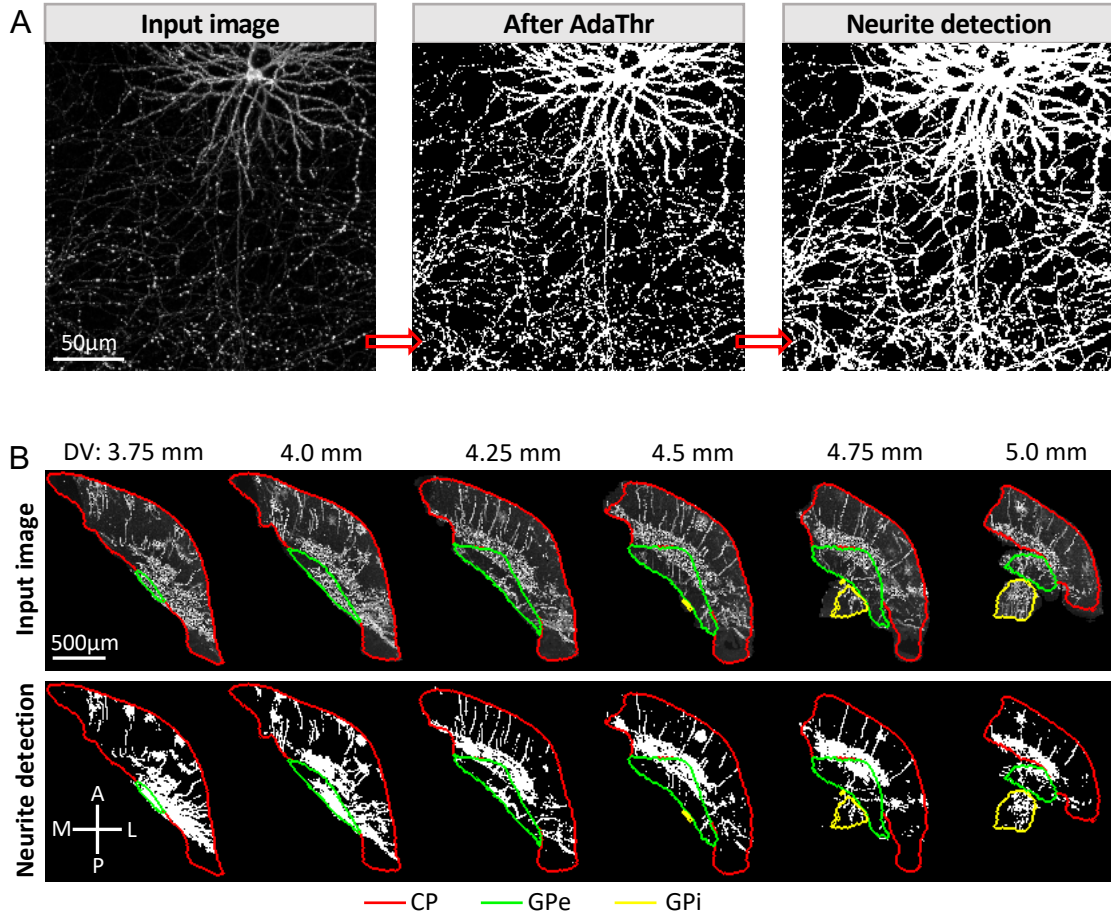 A
Input image
After AdaThr
Neurite detection
50μm
B
DV: 3.75 mm
4.0 mm
4.25 mm
4.5 mm
4.75 mm
5.0 mm
Input image
500μm
Neurite detection
A
M
L
P
CP
GPe
GPi